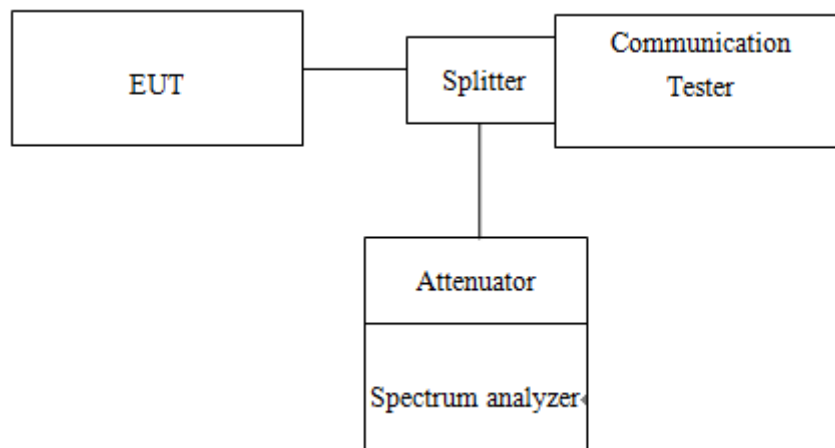 EUT
Splitter
Communication
Tester
Attenuator
Spectrum analyzer